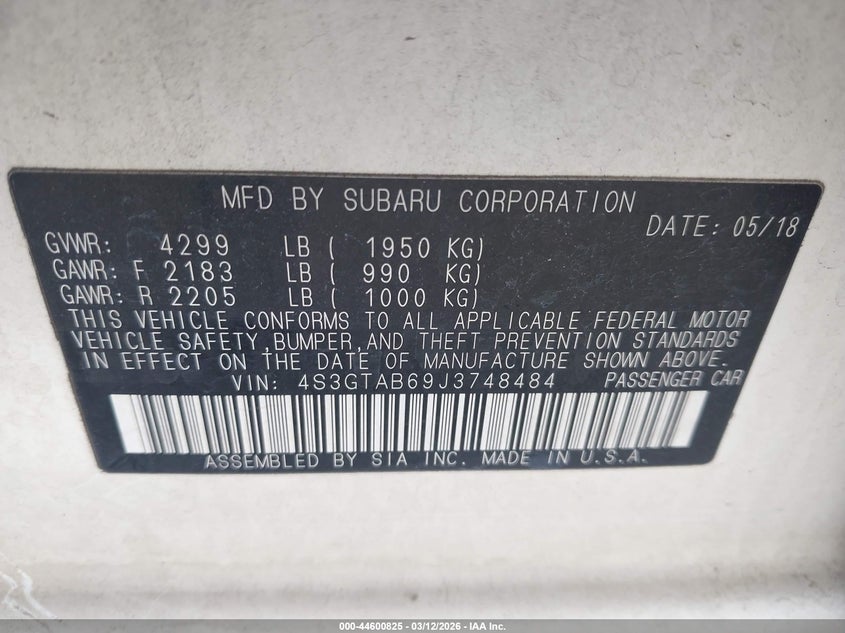 MFD BY SUBARU CORPORATION
DATE: 05/18
GVWR: 4299 LB ( 1950 KG)
GAWR: F 2183 LB ( 990 KG)
GAWR: R 2205 LB ( 1000 KG)
THIS VEHICLE CONFORMS TO ALL APPLICABLE FEDERAL MOTOR
VEHICLE SAFETY, BUMPER, AND THEFT PREVENTION STANDARDS
IN EFFECT ON THE DATE OF MANUFACTURE SHOWN ABOVE.
VIN: 4S3GTAB69J3748484 PASSENGER CAR
ASSEMBLED BY SIA INC. MADE IN U.S.A.
000-44600825 - 03/12/2026 - IAA Inc.